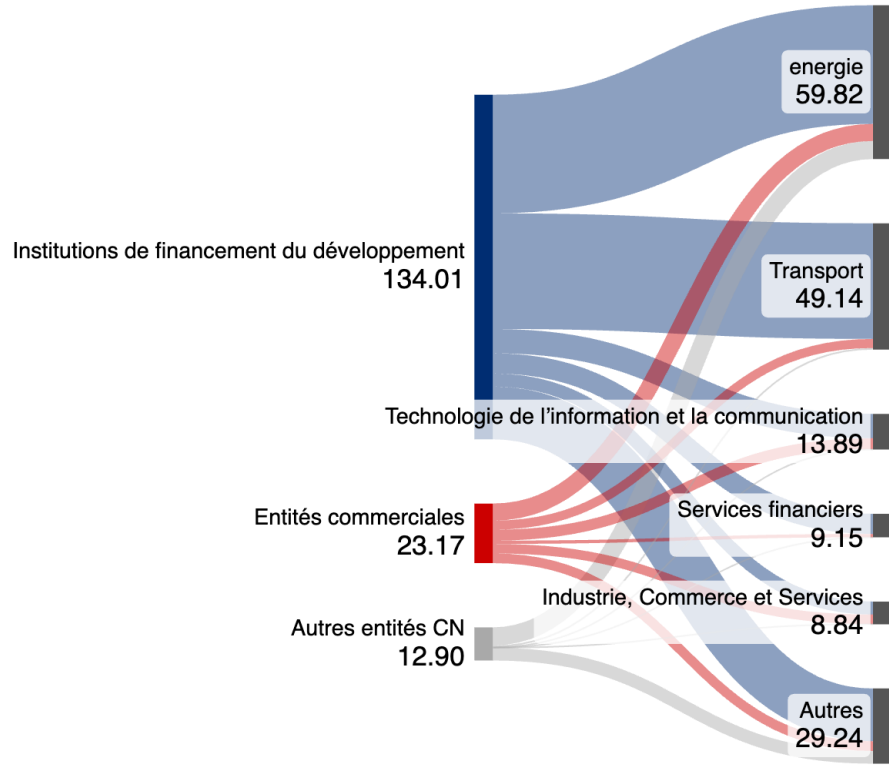 Institutions de financement du développement
134.01
Entités commerciales
23.17
Autres entités CN
12.90
energie
59.82
Transport
49.14
Technologie de l'information et la communication
13.89
Services financiers
9.15
Industrie, Commerce et Services
8.84
Autres
29.24